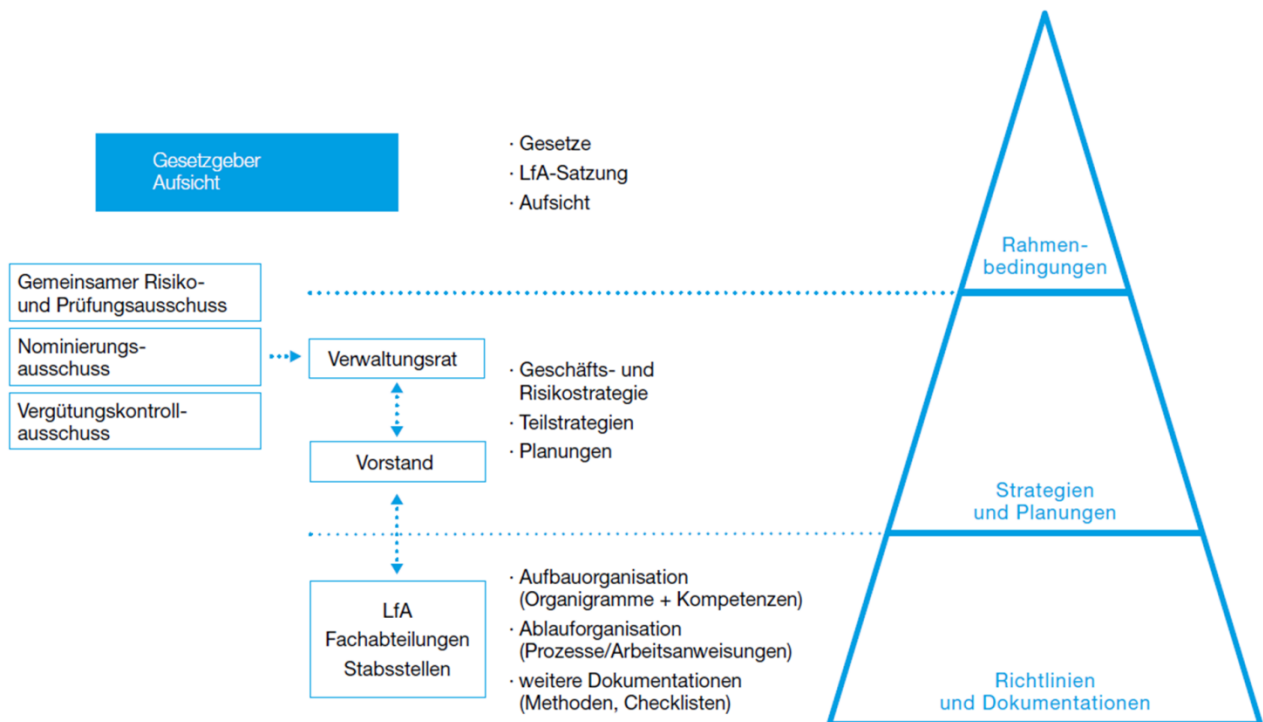 Gesetzgeber
Aufsicht
· Gesetze
· LfA-Satzung
· Aufsicht
Rahmen-
bedingungen
Gemeinsamer Risiko-
und Prüfungsausschuss
Nominierungs-
ausschuss
Vergütungskontroll-
ausschuss
Verwaltungsrat
Vorstand
· Geschäfts- und
Risikostrategie
· Teilstrategien
· Planungen
Strategien
und Planungen
LfA
Fachabteilungen
Stabsstellen
· Aufbauorganisation
(Organigramme + Kompetenzen)
· Ablauforganisation
(Prozesse/Arbeitsanweisungen)
· weitere Dokumentationen
(Methoden, Checklisten)
Richtlinien
und Dokumentationen